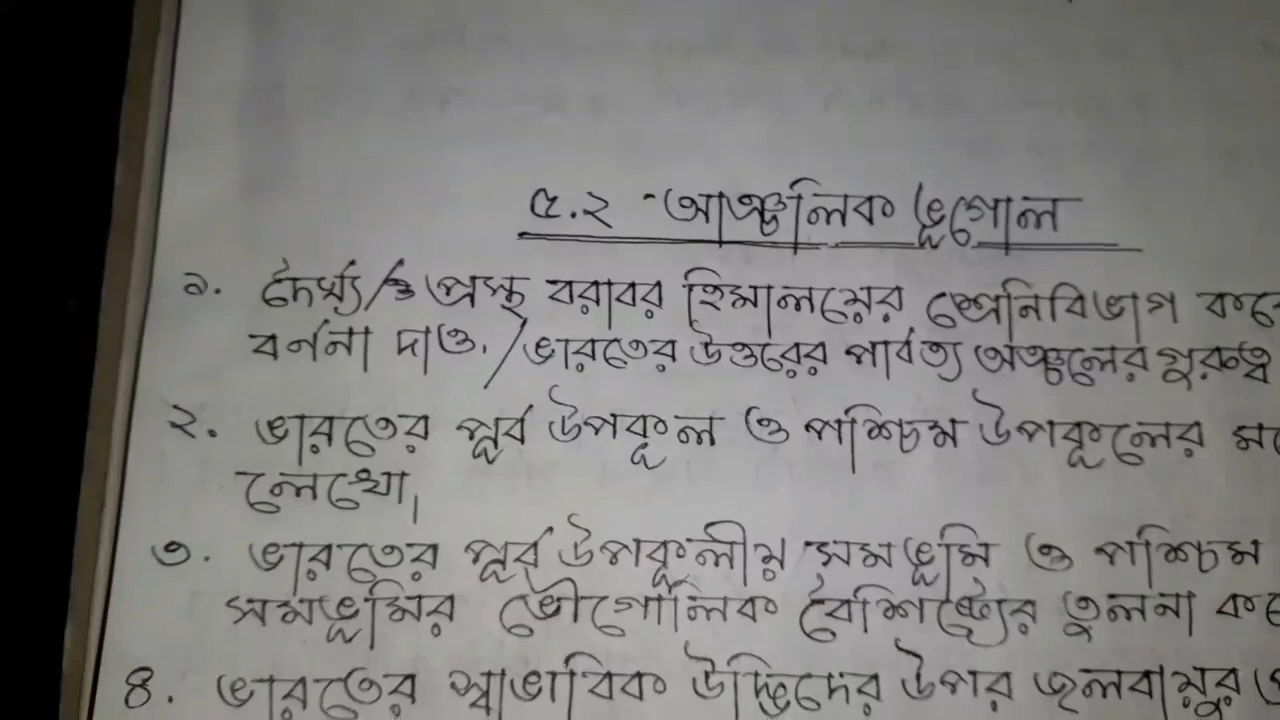 ৫.২ আঞ্চলিক ভূগোল
১. দৈর্ঘ্য/ও প্রস্থ বরাবর হিমালয়ের শ্রেনিবিভাগ করে
বর্ননা দাও. /ভারতের উত্তরের পার্বত্য অঞ্চলের গুরুত্ব
২. ভারতের পূর্ব উপকূল ও পশ্চিম উপকূলের
লেখো।
৩. ভারতের পূর্ব উপকূলীয় সমভূমি ও পশ্চিম
সমভূমির ভৌগোলিক বৈশিষ্ট্যের তুলনা
৪. ভারতের স্বাভাবিক উদ্ভিদের উপর জলবায়ুর